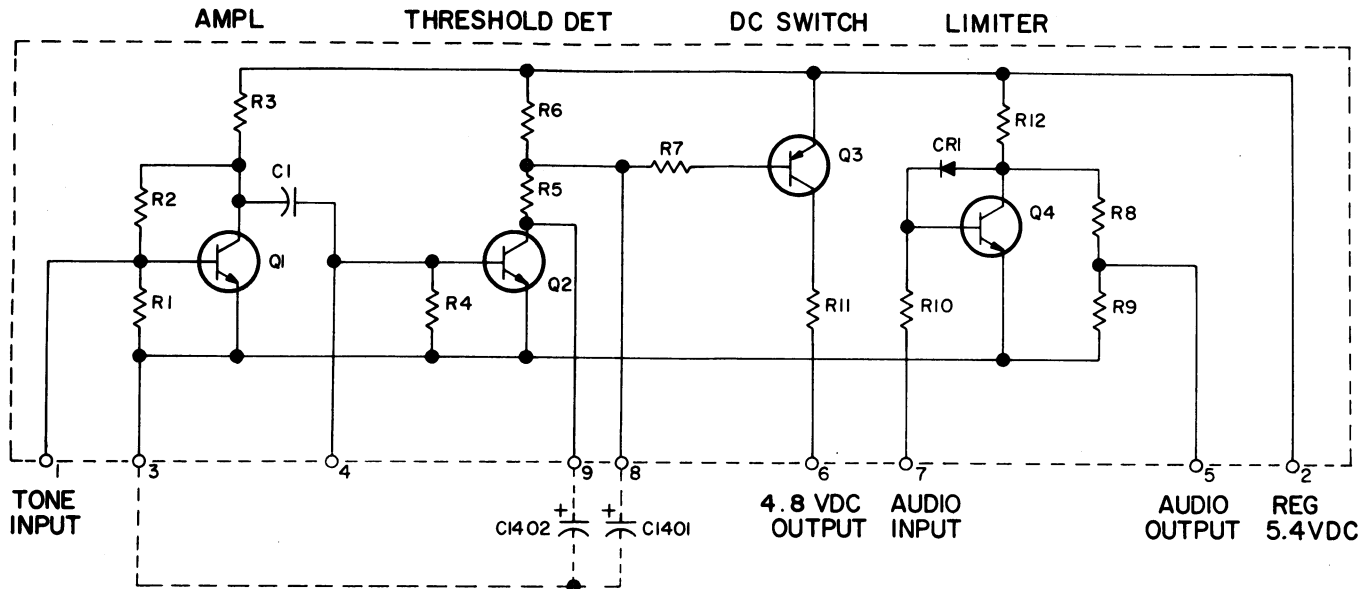 AMPL THRESHOLD DET DC SWITCH LIMITER
R3
R6
R12
R7
Q3
CR1
C1
R2
R5
Q4
R8
Q1
Q2
R1
R4
R11
R10
R9
1 3 4 9 8 6 7 5 2
TONE INPUT
4.8 VDC OUTPUT
AUDIO INPUT
AUDIO OUTPUT
REG 5.4VDC
+ +
C1402 C1401